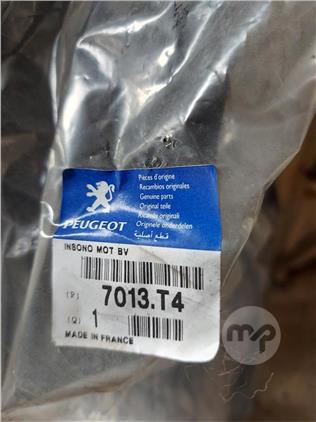 Pièces d'origine
Recambios originales
Genuine parts
Original teile
Ricambi originali
Originele onderdelen
قطع أصلية
PEUGEOT
INSONO MOT BV
(P) 7013.T4
(Q) 1
MADE IN FRANCE
mp